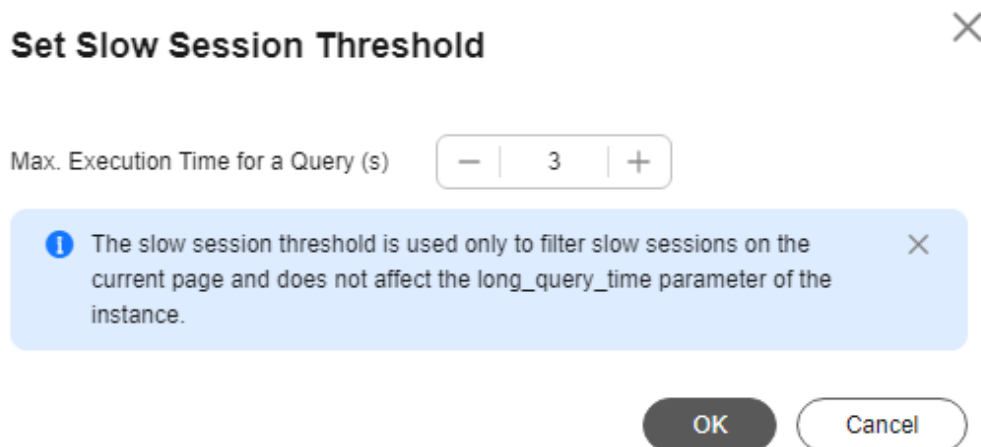 Set Slow Session Threshold
Max. Execution Time for a Query (s)
3
The slow session threshold is used only to filter slow sessions on the
current page and does not affect the long_query_time parameter of the
instance.
OK
Cancel